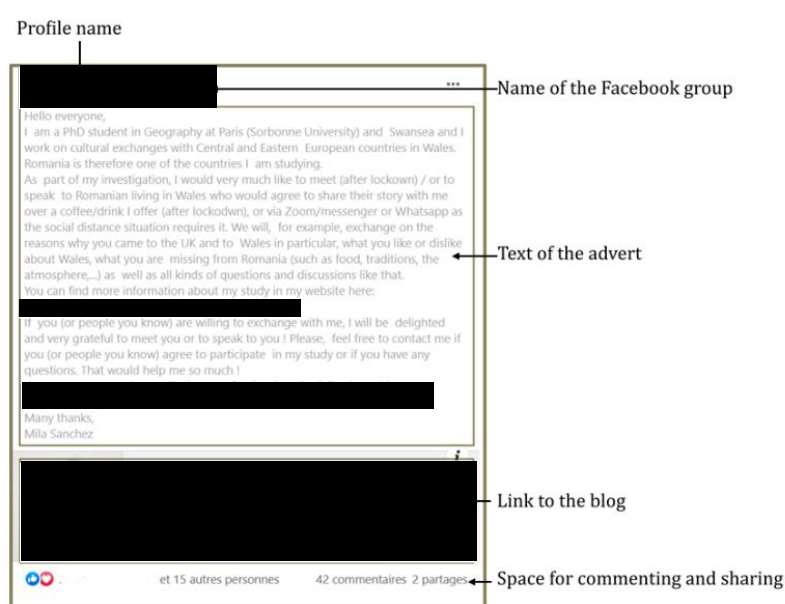 Profile name
...
Name of the Facebook group
Hello everyone,
I am a PhD student in Geography at Paris (Sorbonne University) and Swansea and I
work on cultural exchanges with Central and Eastern European countries in Wales.
Romania is therefore one of the countries I am studying.
As part of my investigation, I would very much like to meet (after lockown) / or to
speak to Romanian living in Wales who would agree to share their story with me
over a coffee/drink I offer (after lockodwn), or via Zoom/messenger or Whatsapp as
the social distance situation requires it. We will, for example, exchange on the
reasons why you came to the UK and to Wales in particular, what you like or dislike
about Wales, what you are missing from Romania (such as food, traditions, the
atmosphere,...) as well as all kinds of questions and discussions like that.
You can find more information about my study in my website here:
If you (or people you know) are willing to exchange with me, I will be delighted
and very grateful to meet you or to speak to you ! Please, feel free to contact me if
you (or people you know) agree to participate in my study or if you have any
questions. That would help me so much !
Many thanks,
Mila Sanchez
Text of the advert
i
Link to the blog
et 15 autres personnes 42 commentaires 2 partages
Space for commenting and sharing